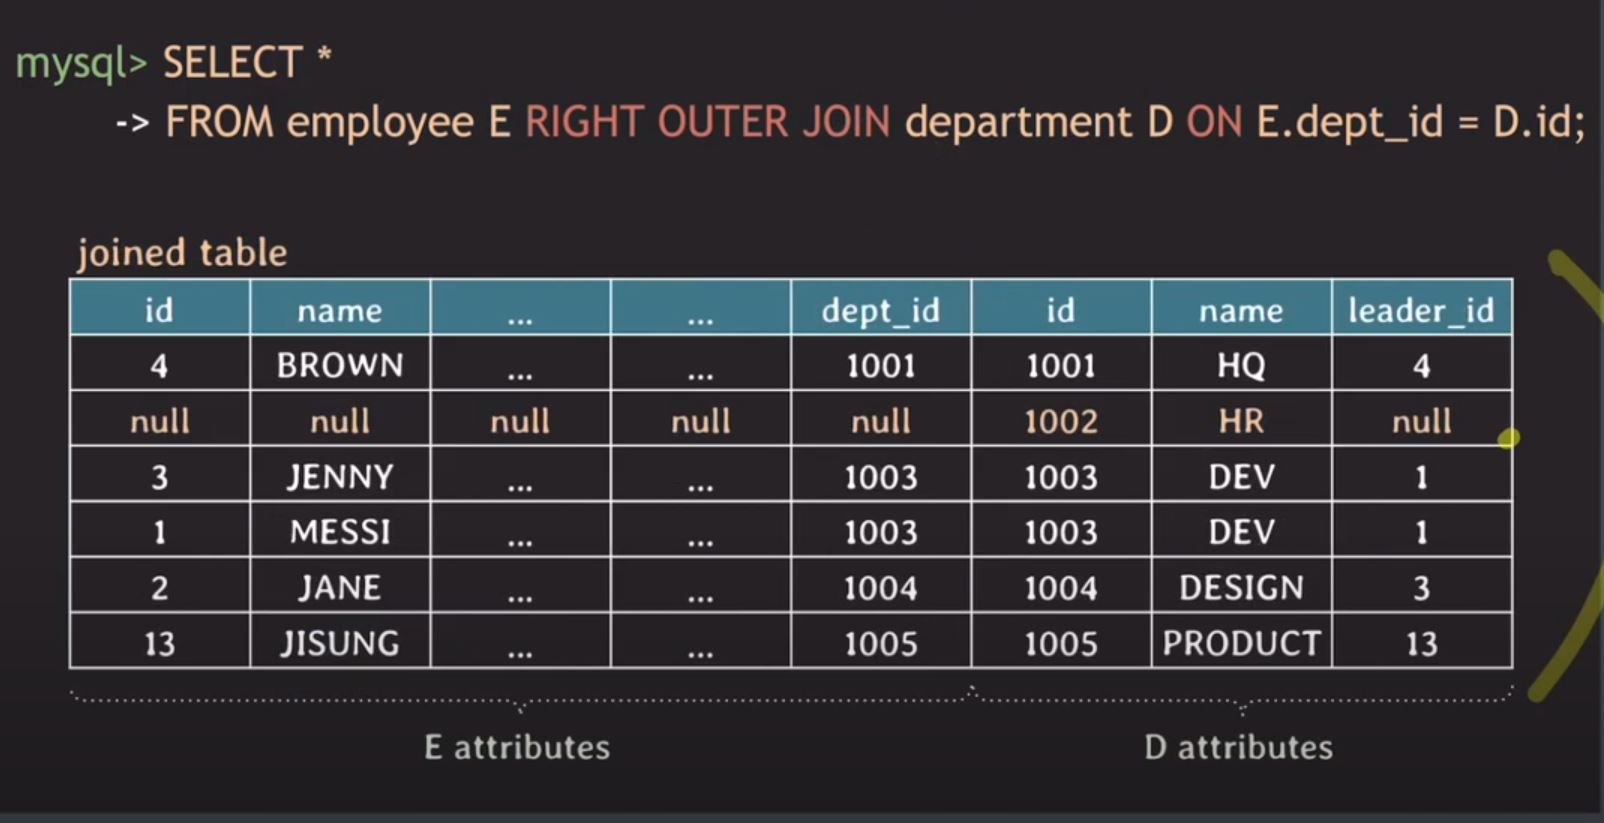 mysql> SELECT *
-> FROM employee E RIGHT OUTER JOIN department D ON E.dept_id = D.id;
joined table
id name ... ... dept_id id name leader_id
4 BROWN ... ... 1001 1001 HQ 4
null null null null null 1002 HR null
3 JENNY ... ... 1003 1003 DEV 1
1 MESSI ... ... 1003 1003 DEV 1
2 JANE ... ... 1004 1004 DESIGN 3
13 JISUNG ... ... 1005 1005 PRODUCT 13
E attributes D attributes